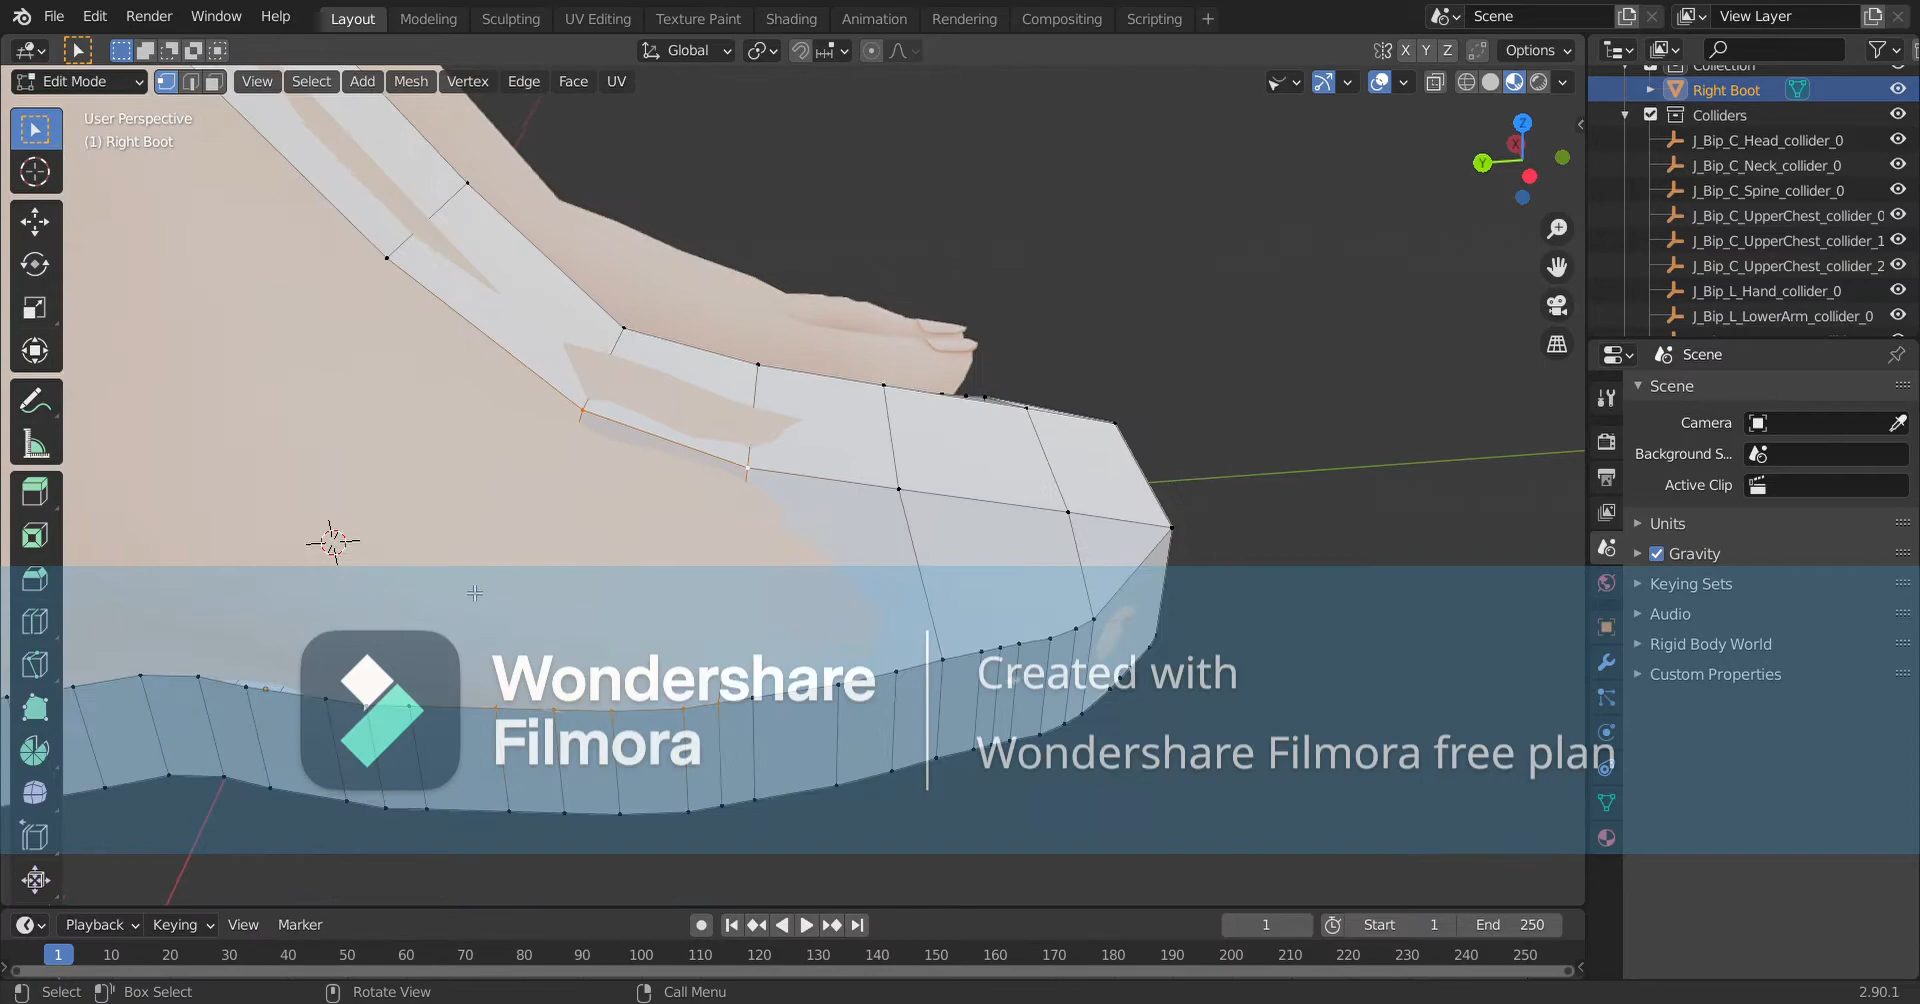 File Edit Render Window Help Layout Modeling Sculpting UV Editing Texture Paint Shading Animation Rendering Compositing Scripting + Scene View Layer
Global X Y Z Options
Edit Mode View Select Add Mesh Vertex Edge Face UV
User Perspective
(1) Right Boot
Z
X
Y
Collection
Right Boot
Colliders
J_Bip_C_Head_collider_0
J_Bip_C_Neck_collider_0
J_Bip_C_Spine_collider_0
J_Bip_C_UpperChest_collider_0
J_Bip_C_UpperChest_collider_1
J_Bip_C_UpperChest_collider_2
J_Bip_L_Hand_collider_0
J_Bip_L_LowerArm_collider_0
Scene
Scene
Camera
Background S...
Active Clip
Units
Gravity
Keying Sets
Audio
Rigid Body World
Custom Properties
Wondershare
Filmora
Created with
Wondershare Filmora free plan
Playback Keying View Marker 1 Start 1 End 250
1 10 20 30 40 50 60 70 80 90 100 110 120 130 140 150 160 170 180 190 200 210 220 230 240 250
Select Box Select Rotate View Call Menu 2.90.1